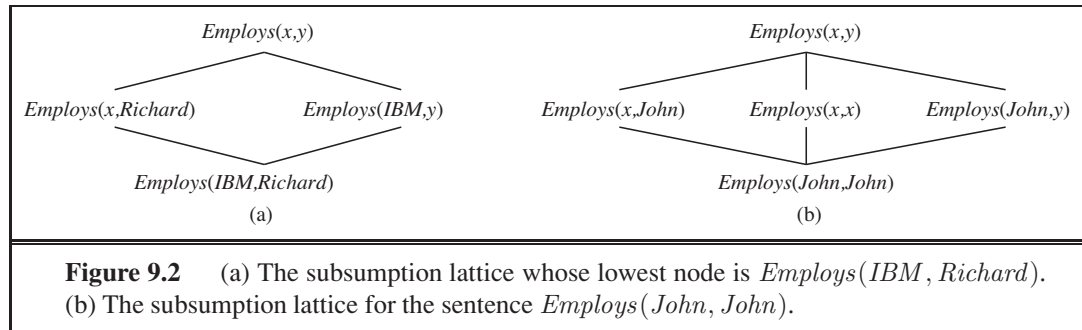 Employs(x,y) Employs(x,y)
Employs(x,Richard) Employs(IBM,y) Employs(x,John) Employs(x,x) Employs(John,y)
Employs(IBM,Richard) Employs(John,John)
(a) (b)
Figure 9.2 (a) The subsumption lattice whose lowest node is Employs(IBM, Richard).
(b) The subsumption lattice for the sentence Employs(John, John).